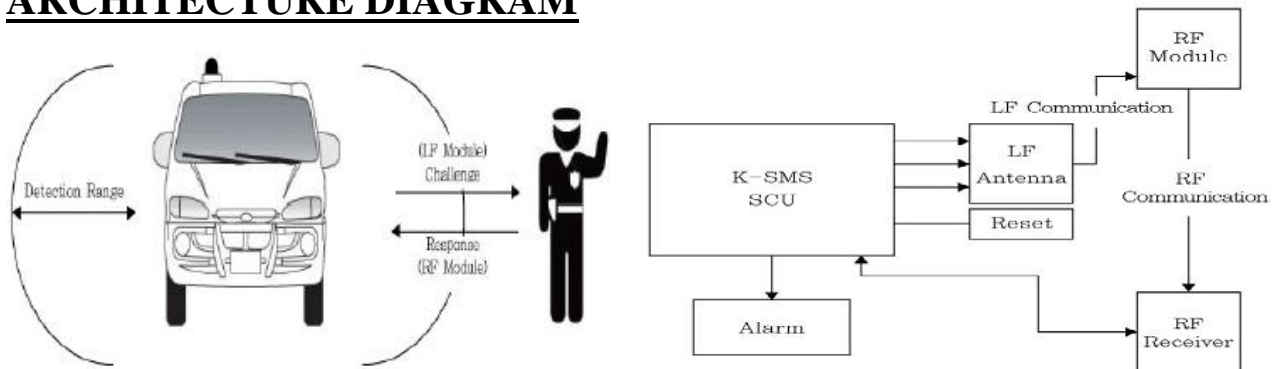 ARCHITECTURE DIAGRAM
Detection Range
(LF Module)
Challenge
Response
(RF Module)
K-SMS
SCU
LF
Antenna
Reset
Alarm
LF Communication
RF
Module
RF
Communication
RF
Receiver